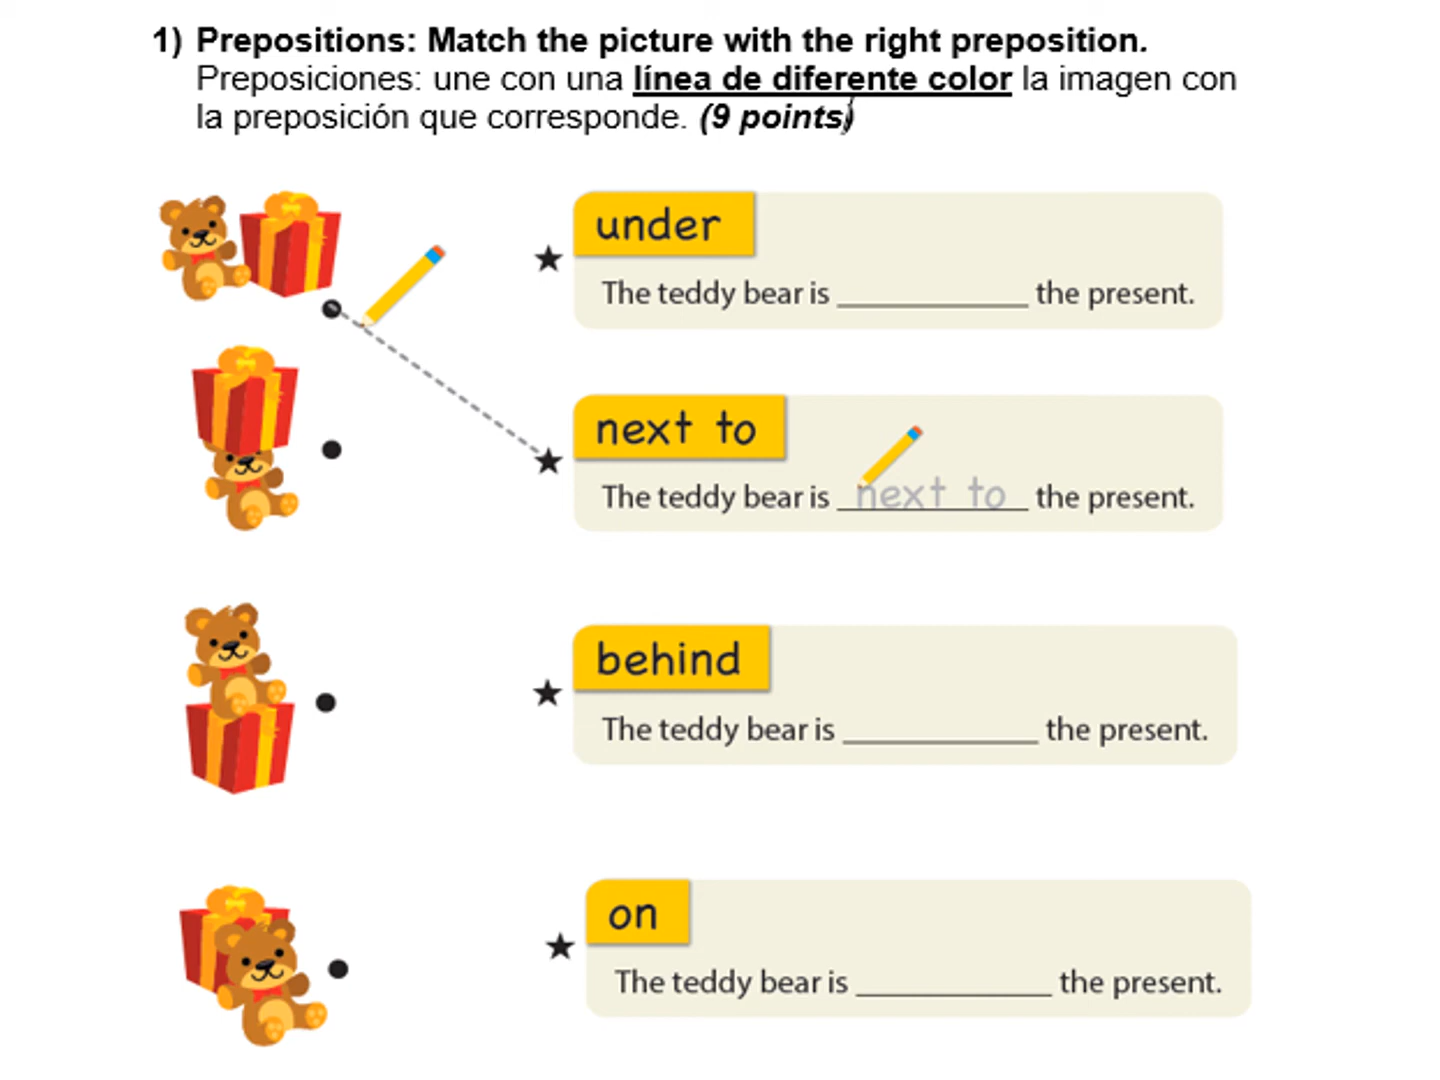 1) Prepositions: Match the picture with the right preposition.
Preposiciones: une con una línea de diferente color la imagen con
la preposición que corresponde. (9 points)
under
The teddy bear is ____________ the present.
next to
The teddy bear is next to the present.
behind
The teddy bear is ____________ the present.
on
The teddy bear is ____________ the present.